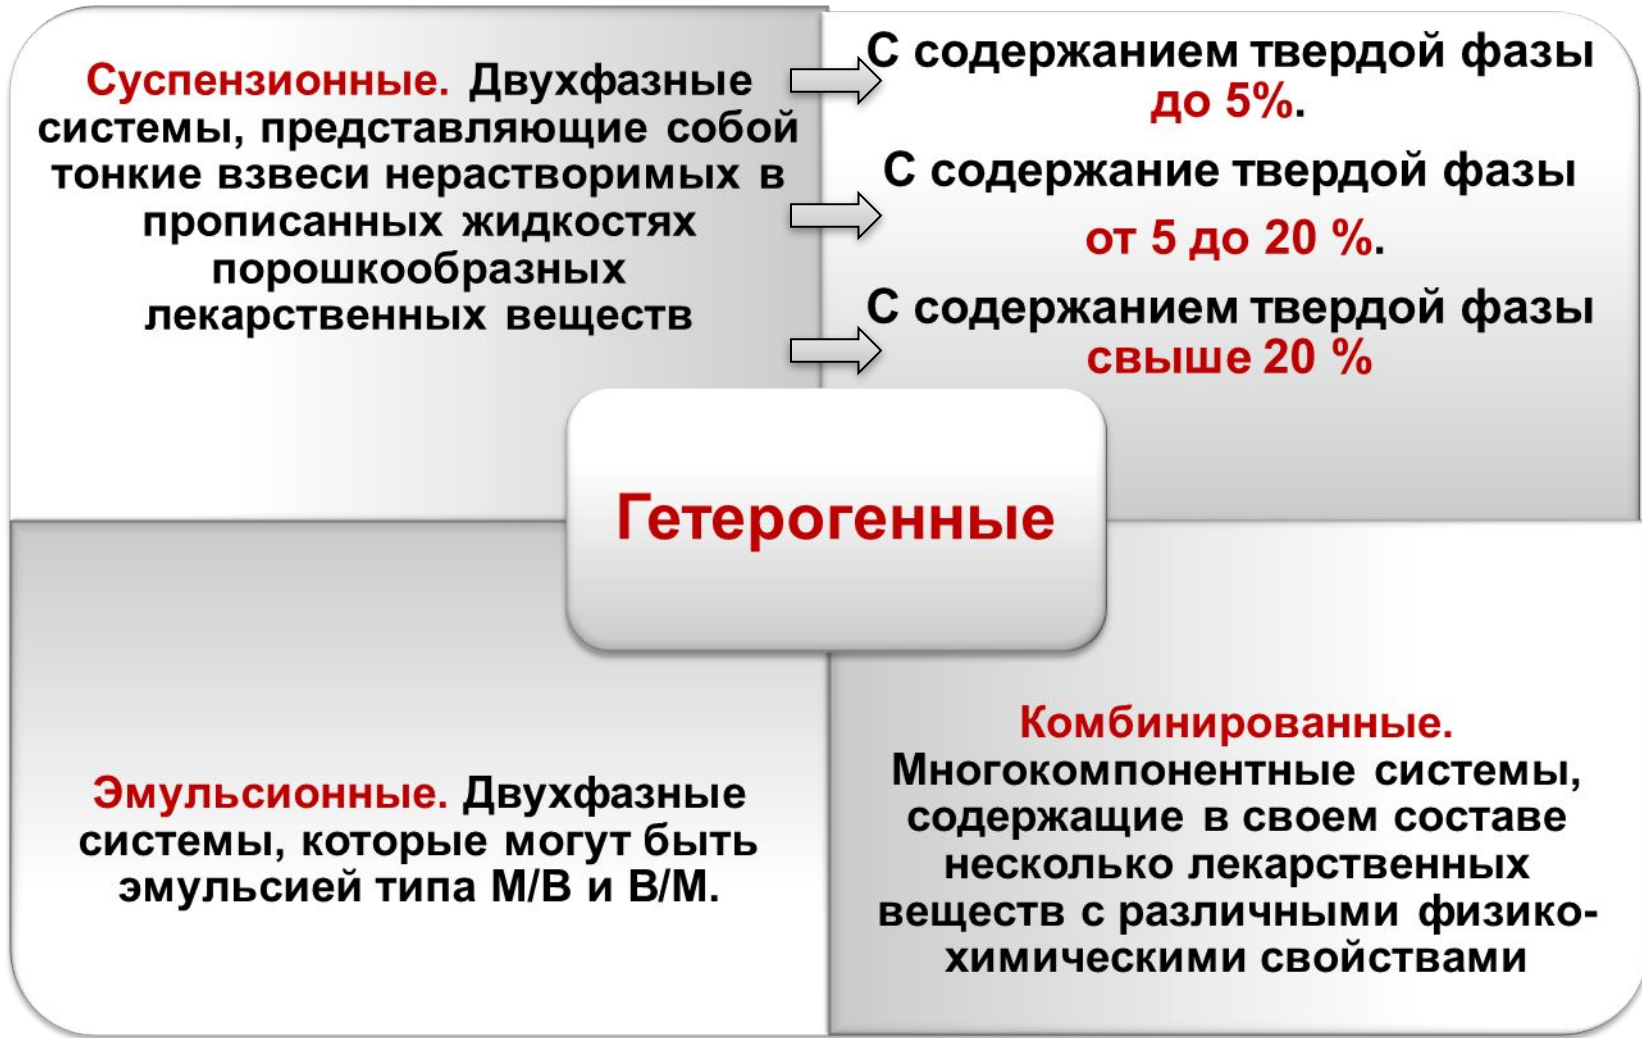 Суспензионные. Двухфазные
системы, представляющие собой
тонкие взвеси нерастворимых в
прописанных жидкостях
порошкообразных
лекарственных веществ
С содержанием твердой фазы
до 5%.
С содержание твердой фазы
от 5 до 20 %.
С содержанием твердой фазы
свыше 20 %
Гетерогенные
Эмульсионные. Двухфазные
системы, которые могут быть
эмульсией типа М/В и В/М.
Комбинированные.
Многокомпонентные системы,
содержащие в своем составе
несколько лекарственных
веществ с различными физико-
химическими свойствами